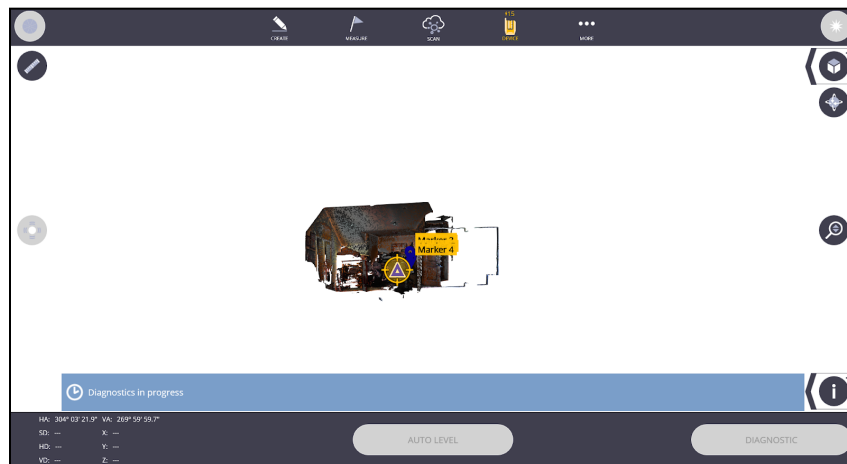 #15
CREATE
MEASURE
SCAN
DEVICE
MORE
Marker 4
Diagnostics in progress
HA: 304° 03' 21.9" VA: 269° 59' 59.7"
SD: --- X: ---
HD: --- Y: ---
VD: --- Z: ---
AUTO LEVEL
DIAGNOSTIC